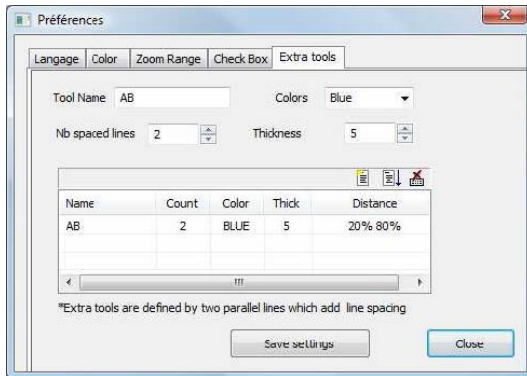 Préférences
Langage Color Zoom Range Check Box Extra tools
Tool Name AB Colors Blue
Nb spaced lines 2 Thickness 5
Name Count Color Thick Distance
AB 2 BLUE 5 20% 80%
*Extra tools are defined by two parallel lines which add line spacing
Save settings Close